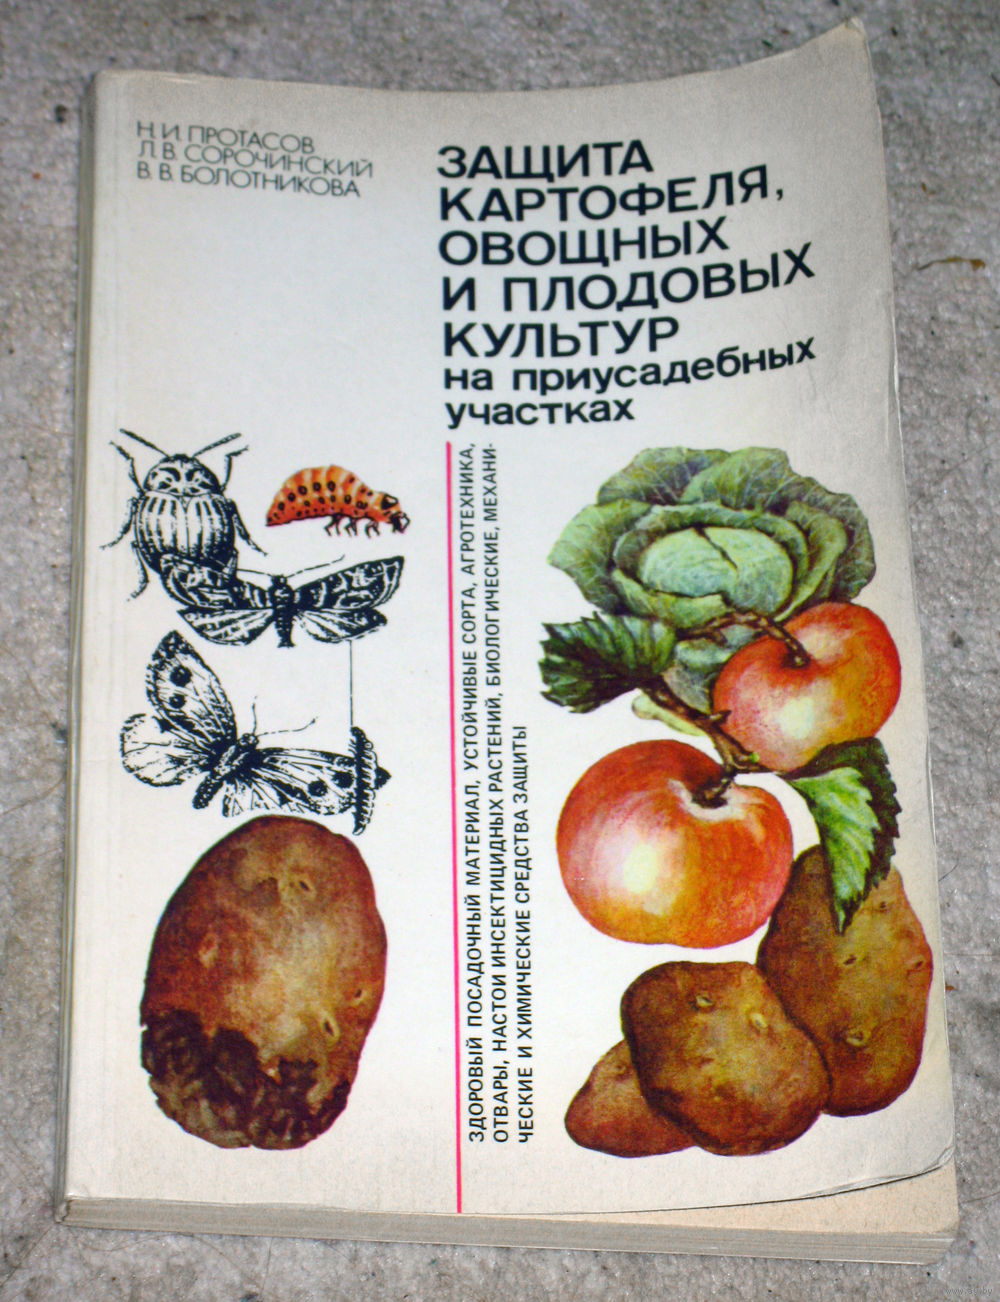 Н. И. ПРОТАСОВ
Л. В. СОРОЧИНСКИЙ
В. В. БОЛОТНИКОВА
ЗАЩИТА
КАРТОФЕЛЯ,
ОВОЩНЫХ
И ПЛОДОВЫХ
КУЛЬТУР
на приусадебных
участках
ЗДОРОВЫЙ ПОСАДОЧНЫЙ МАТЕРИАЛ, УСТОЙЧИВЫЕ СОРТА, АГРОТЕХНИКА,
ОТВАРЫ, НАСТОИ ИНСЕКТИЦИДНЫХ РАСТЕНИЙ, БИОЛОГИЧЕСКИЕ, МЕХАНИ-
ЧЕСКИЕ И ХИМИЧЕСКИЕ СРЕДСТВА ЗАЩИТЫ